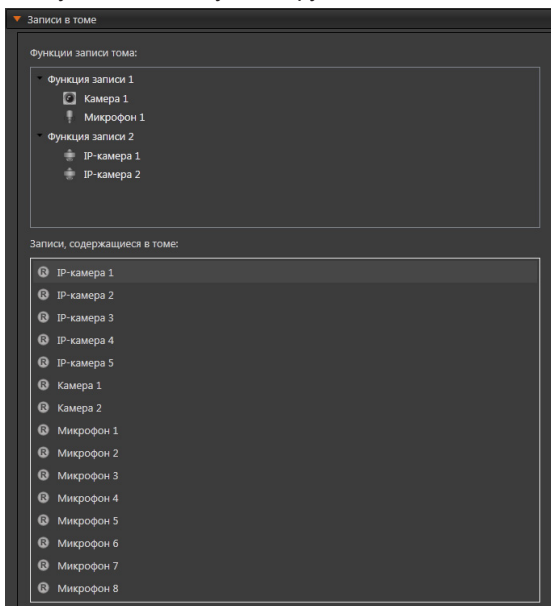 Записи в томе
Функции записи тома:
Функция записи 1
Камера 1
Микрофон 1
Функция записи 2
IP-камера 1
IP-камера 2
Записи, содержащиеся в томе:
R IP-камера 1
R IP-камера 2
R IP-камера 3
R IP-камера 4
R IP-камера 5
R Камера 1
R Камера 2
R Микрофон 1
R Микрофон 2
R Микрофон 3
R Микрофон 4
R Микрофон 5
R Микрофон 6
R Микрофон 7
R Микрофон 8